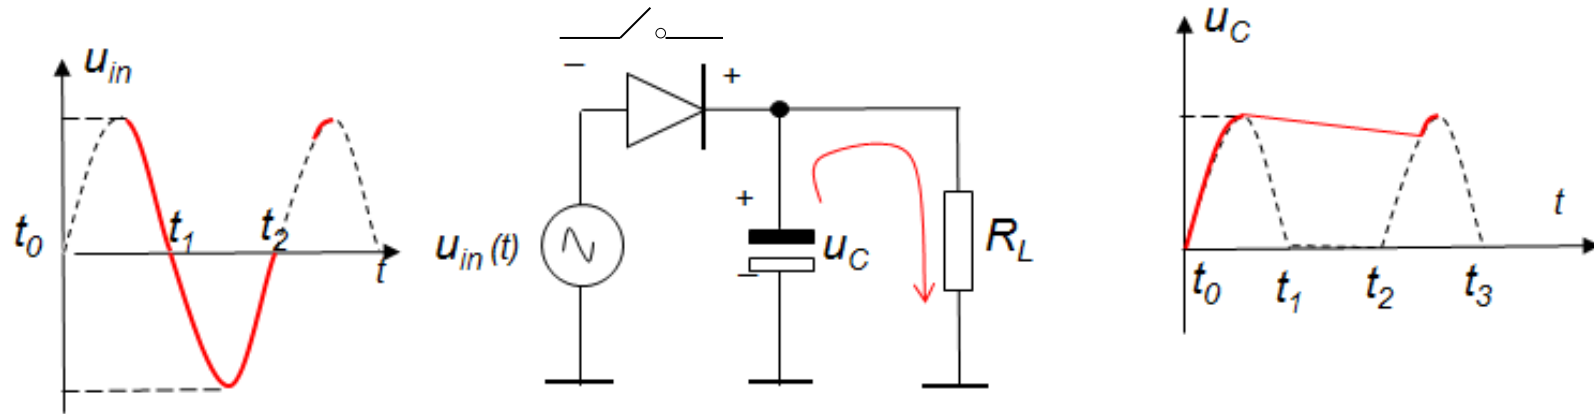 u_in
t_0
t_1
t_2
t
–
+
u_in (t)
+
–
u_C
R_L
u_C
t
t_0
t_1
t_2
t_3